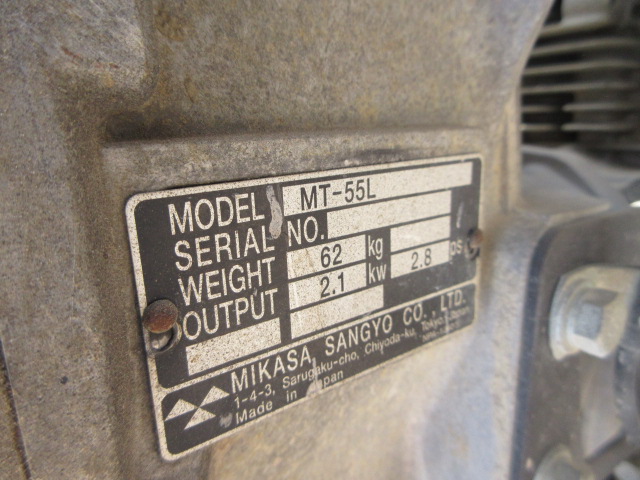 MODEL MT-55L
SERIAL NO.
WEIGHT 62 kg
OUTPUT 2.1 kw 2.8 ps
MIKASA SANGYO CO., LTD.
1-4-3, Sarugaku-cho, Chiyoda-ku, Tokyo, Japan
Made in Japan